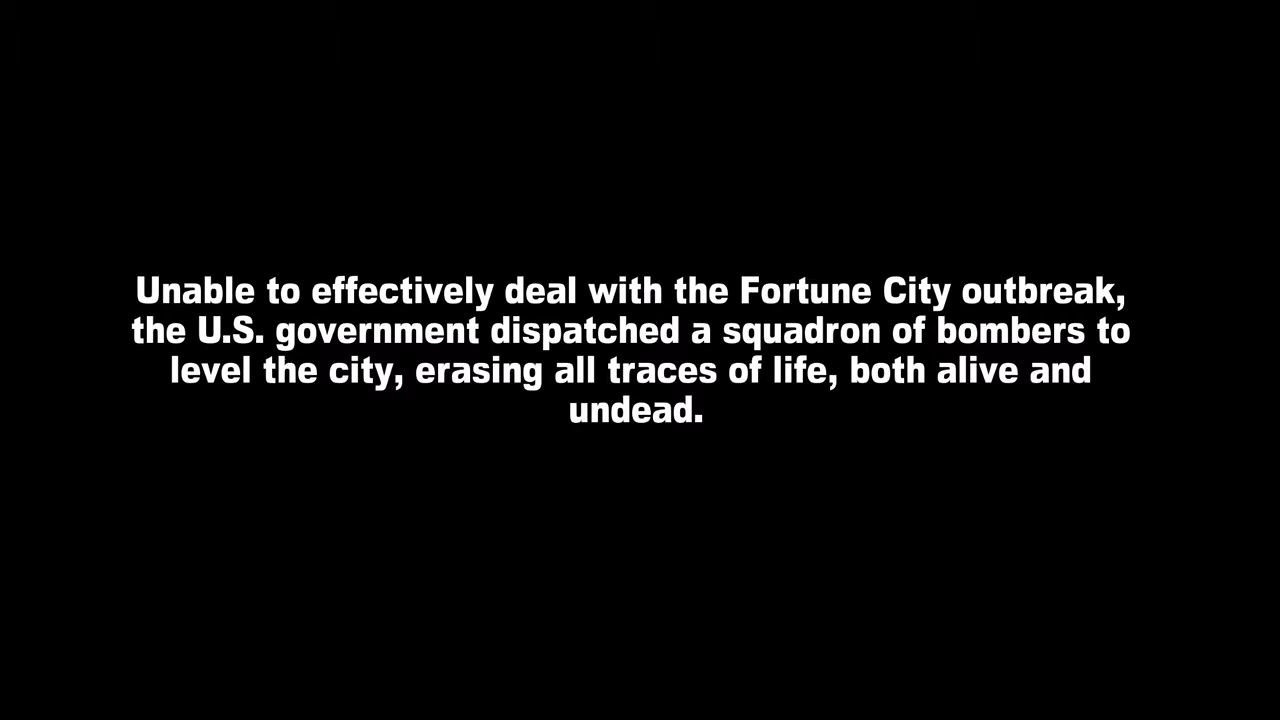 Unable to effectively deal with the Fortune City outbreak,
the U.S. government dispatched a squadron of bombers to
level the city, erasing all traces of life, both alive and
undead.